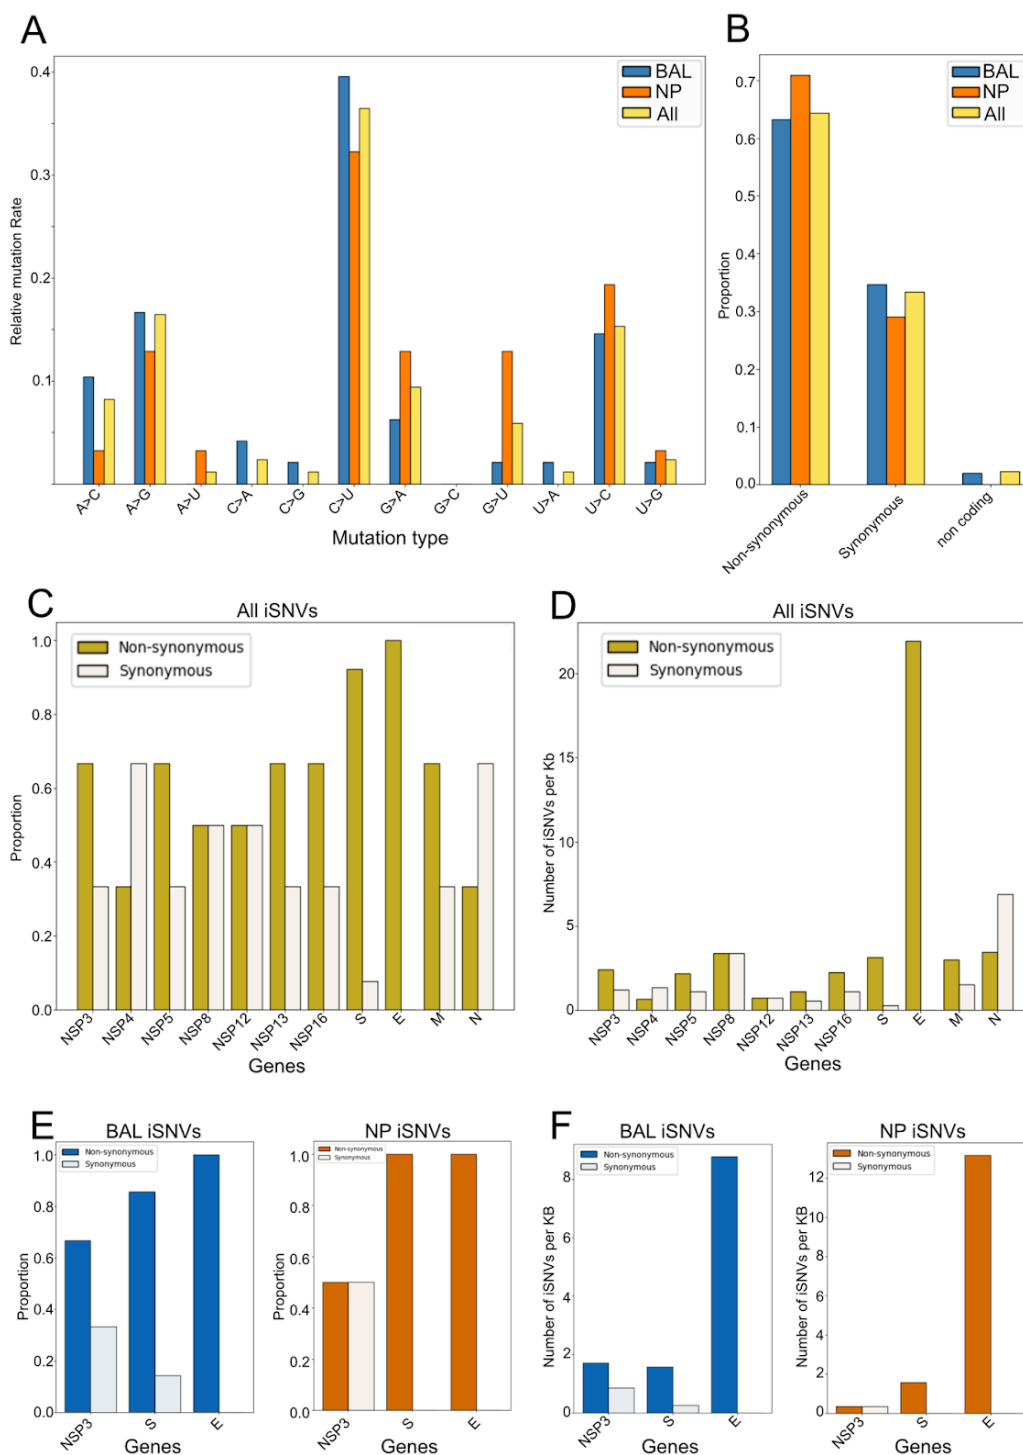 A
BAL
NP
All
0.4
0.3
0.2
0.1
Relative mutation Rate
A>C
A>G
A>U
C>A
C>G
C>U
G>A
G>C
G>U
U>A
U>C
U>G
Mutation type
B
BAL
NP
All
0.7
0.6
0.5
0.4
0.3
0.2
0.1
0.0
Proportion
Non-synonymous
Synonymous
non coding
C
All iSNVs
Non-synonymous
Synonymous
1.0
0.8
0.6
0.4
0.2
0.0
Proportion
NSP3
NSP4
NSP5
NSP8
NSP12
NSP13
NSP16
S
E
M
N
Genes
D
All iSNVs
Non-synonymous
Synonymous
20
15
10
5
0
Number of iSNVs per Kb
NSP3
NSP4
NSP5
NSP8
NSP12
NSP13
NSP16
S
E
M
N
Genes
E
BAL iSNVs
Non-synonymous
Synonymous
1.0
0.8
0.6
0.4
0.2
0.0
Proportion
NSP3
S
E
Genes
NP iSNVs
Non-synonymous
Synonymous
1.0
0.8
0.6
0.4
0.2
0.0
Proportion
NSP3
S
E
Genes
F
BAL iSNVs
Non-synonymous
Synonymous
8
6
4
2
0
Number of iSNVs per KB
NSP3
S
E
Genes
NP iSNVs
Non-synonymous
Synonymous
12
10
8
6
4
2
0
Number of iSNVs per KB
NSP3
S
E
Genes